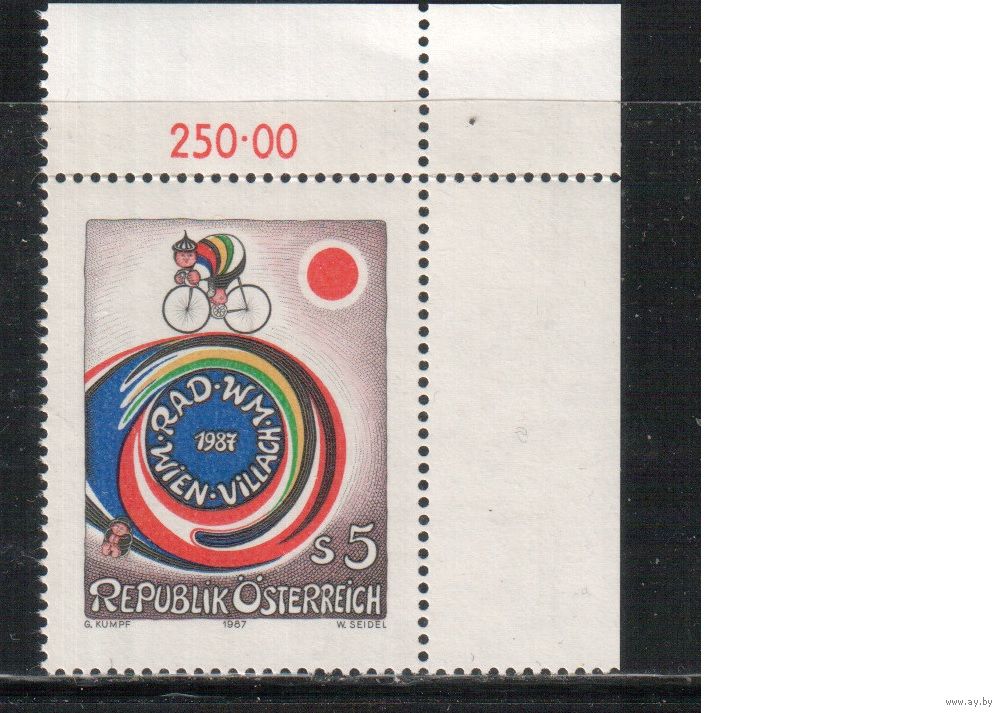 250·00
RAD·WM·
WIEN·VILLACH
1987
S 5
REPUBLIK ÖSTERREICH
G. KUMPF 1987 W. SEIDEL
www.ay.by